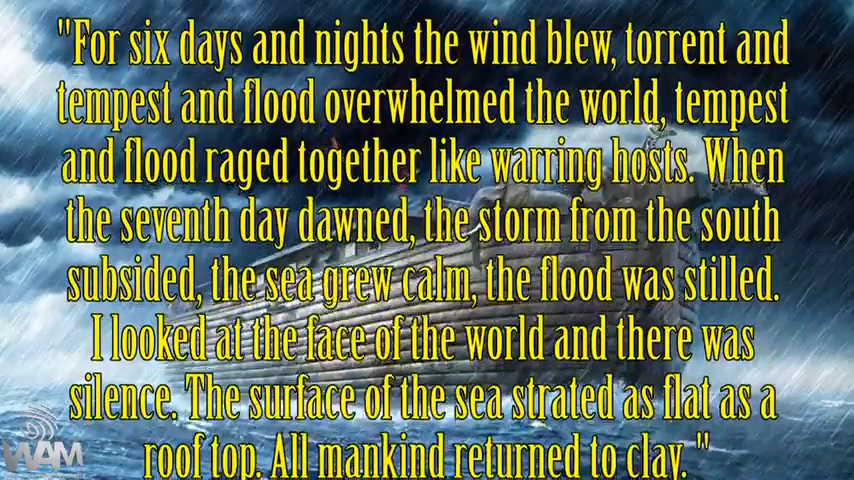 "For six days and nights the wind blew, torrent and
tempest and flood overwhelmed the world, tempest
and flood raged together like warring hosts. When
the seventh day dawned, the storm from the south
subsided, the sea grew calm, the flood was stilled.
I looked at the face of the world and there was
silence. The surface of the sea strated as flat as a
roof top. All mankind returned to clay. "
WAM